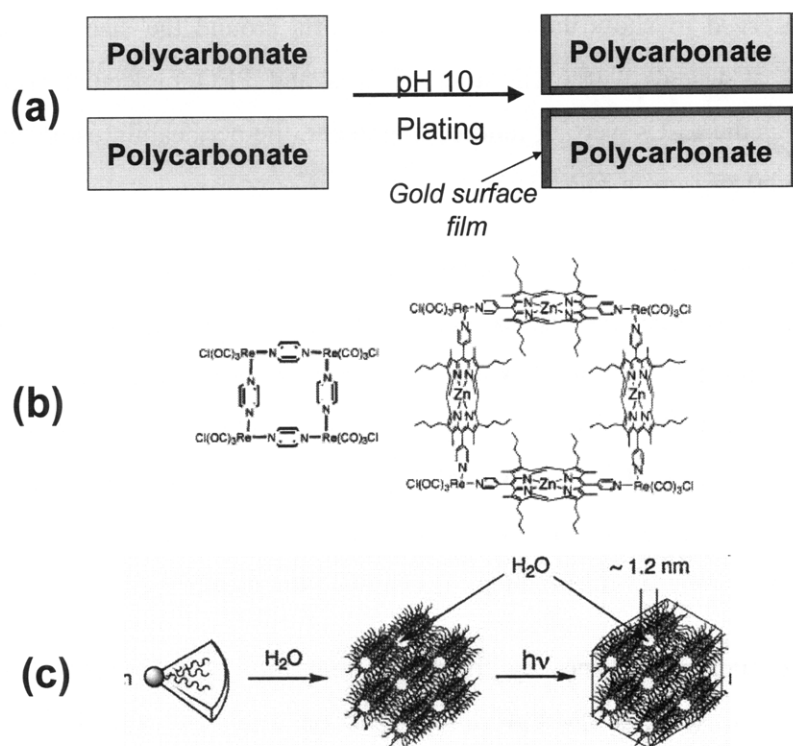 (a)
Polycarbonate
Polycarbonate
pH 10
Plating
Gold surface
film
Polycarbonate
Polycarbonate
(b)
Cl(OC)₃Re
N
N
Re(CO)₃Cl
N
N
N
N
Cl(OC)₃Re
N
N
Re(CO)₃Cl
Cl(OC)₃Re
N
N
N
Zn
N
N
N
Re(CO)₃Cl
N
N
N
N
Zn
N
N
N
N
Zn
N
N
N
N
Cl(OC)₃Re
N
N
N
Zn
N
N
N
Re(CO)₃Cl
(c)
n
H₂O
H₂O
hν
~ 1.2 nm